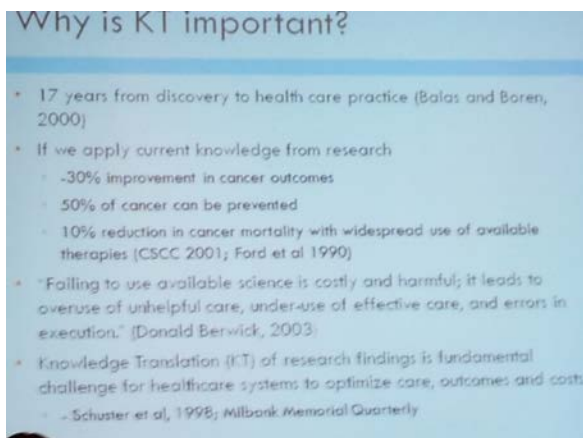 Why is KT important?
• 17 years from discovery to health care practice (Balas and Boren,
2000)
• If we apply current knowledge from research
-30% improvement in cancer outcomes
50% of cancer can be prevented
10% reduction in cancer mortality with widespread use of available
therapies (CSCC 2001; Ford et al 1990)
• "Failing to use available science is costly and harmful; it leads to
overuse of unhelpful care, under-use of effective care, and errors in
execution." (Donald Berwick, 2003)
• Knowledge Translation (KT) of research findings is fundamental
challenge for healthcare systems to optimize care, outcomes and costs
- Schuster et al, 1998; Milbank Memorial Quarterly